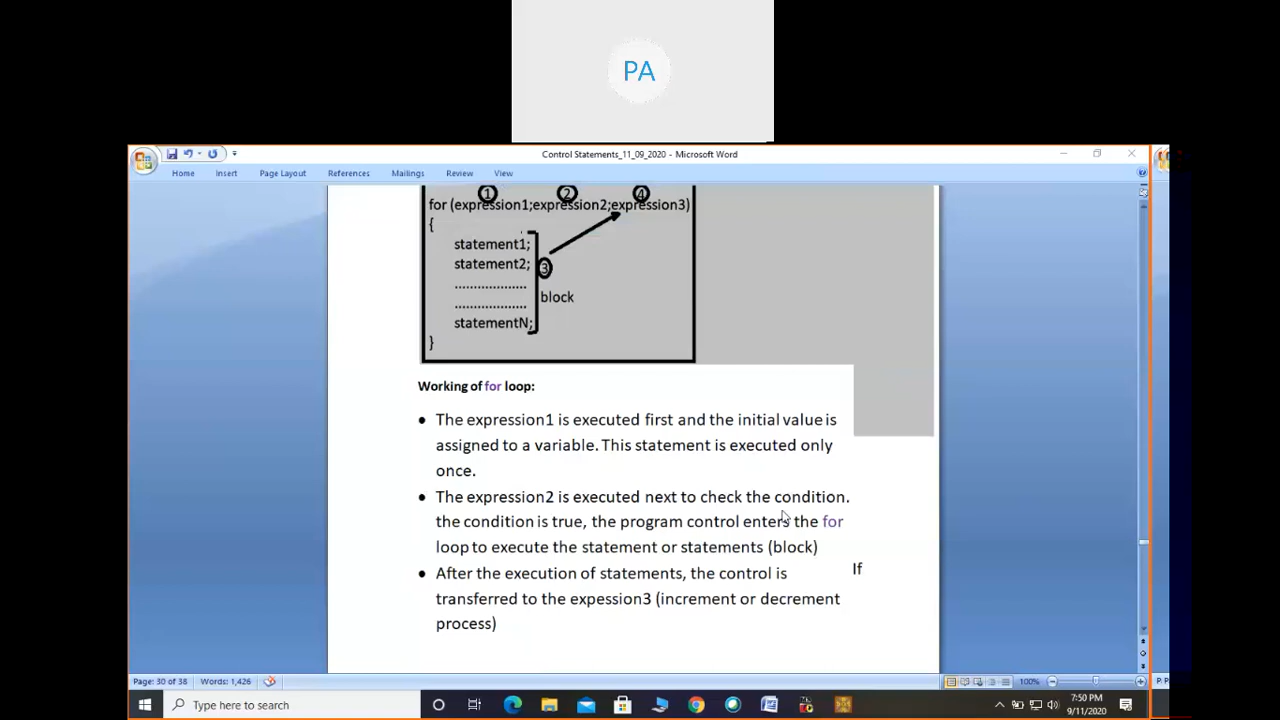 PA
Control Statements_11_09_2020 - Microsoft Word
Home Insert Page Layout References Mailings Review View
1 2 4
for (expression1;expression2;expression3)
{
statement1;
statement2;
3
....................
block
....................
statementN;
}
Working of for loop:
• The expression1 is executed first and the initial value is
assigned to a variable. This statement is executed only
once.
• The expression2 is executed next to check the condition.
the condition is true, the program control enters the for
loop to execute the statement or statements (block)
If
• After the execution of statements, the control is
transferred to the expession3 (increment or decrement
process)
Page: 30 of 38 Words: 1,426 100% P
Type here to search
7:50 PM
9/11/2020